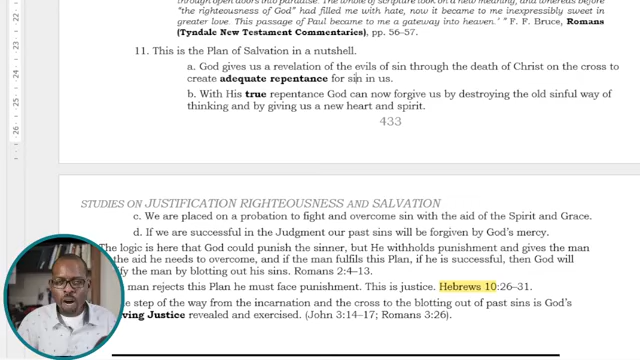 through open doors into paradise. The whole of scripture took on a new meaning, and whereas before
"the righteousness of God" had filled me with hate, now it became to me inexpressibly sweet in
greater love. This passage of Paul became to me a gateway into heaven.' " F. F. Bruce, Romans
(Tyndale New Testament Commentaries), pp. 56–57.
11. This is the Plan of Salvation in a nutshell.
a. God gives us a revelation of the evils of sin through the death of Christ on the cross to
create adequate repentance for sin in us.
b. With His true repentance God can now forgive us by destroying the old sinful way of
thinking and by giving us a new heart and spirit.
433
STUDIES ON JUSTIFICATION RIGHTEOUSNESS AND SALVATION
c. We are placed on a probation to fight and overcome sin with the aid of the Spirit and Grace.
d. If we are successful in the Judgment our past sins will be forgiven by God's mercy.
The logic is here that God could punish the sinner, but He withholds punishment and gives the man
the aid he needs to overcome, and if the man fulfils this Plan, if he is successful, then God will
the man by blotting out his sins. Romans 2:4–13.
man rejects this Plan he must face punishment. This is justice. Hebrews 10:26–31.
step of the way from the incarnation and the cross to the blotting out of past sins is God's
Justice revealed and exercised. (John 3:14–17; Romans 3:26).
22
23
24
25
26